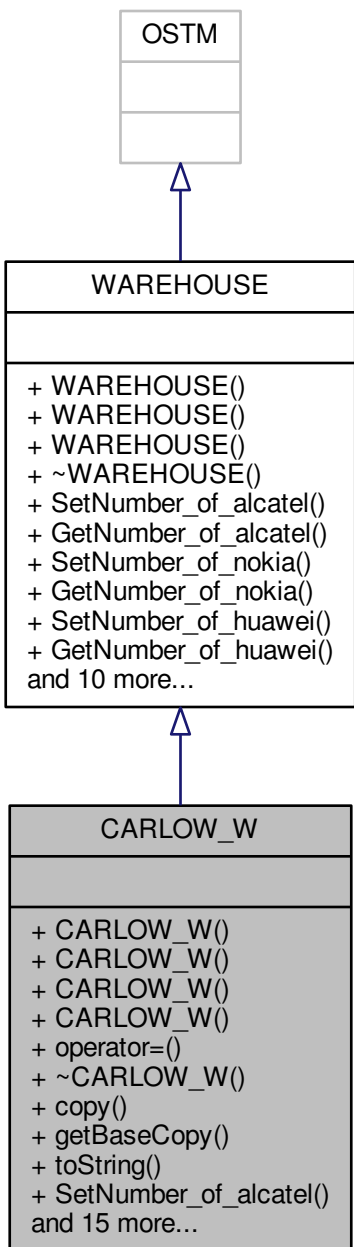 OSTM
WAREHOUSE
+ WAREHOUSE()
+ WAREHOUSE()
+ WAREHOUSE()
+ ~WAREHOUSE()
+ SetNumber_of_alcatel()
+ GetNumber_of_alcatel()
+ SetNumber_of_nokia()
+ GetNumber_of_nokia()
+ SetNumber_of_huawei()
+ GetNumber_of_huawei()
and 10 more...
CARLOW_W
+ CARLOW_W()
+ CARLOW_W()
+ CARLOW_W()
+ CARLOW_W()
+ operator=()
+ ~CARLOW_W()
+ copy()
+ getBaseCopy()
+ toString()
+ SetNumber_of_alcatel()
and 15 more...